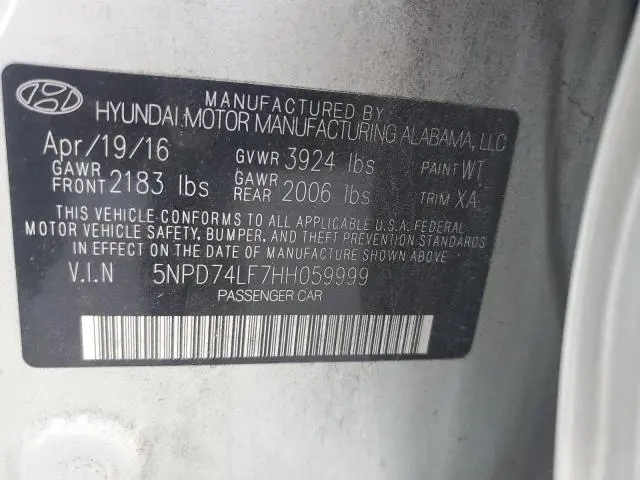 MANUFACTURED BY
HYUNDAI MOTOR MANUFACTURING ALABAMA, LLC
Apr/19/16 GVWR 3924 lbs PAINT WT
GAWR FRONT 2183 lbs GAWR REAR 2006 lbs TRIM XA
THIS VEHICLE CONFORMS TO ALL APPLICABLE U.S.A. FEDERAL
MOTOR VEHICLE SAFETY, BUMPER, AND THEFT PREVENTION STANDARDS
IN EFFECT ON THE DATE OF MANUFACTURE SHOWN ABOVE.
V.I.N 5NPD74LF7HH059999
PASSENGER CAR